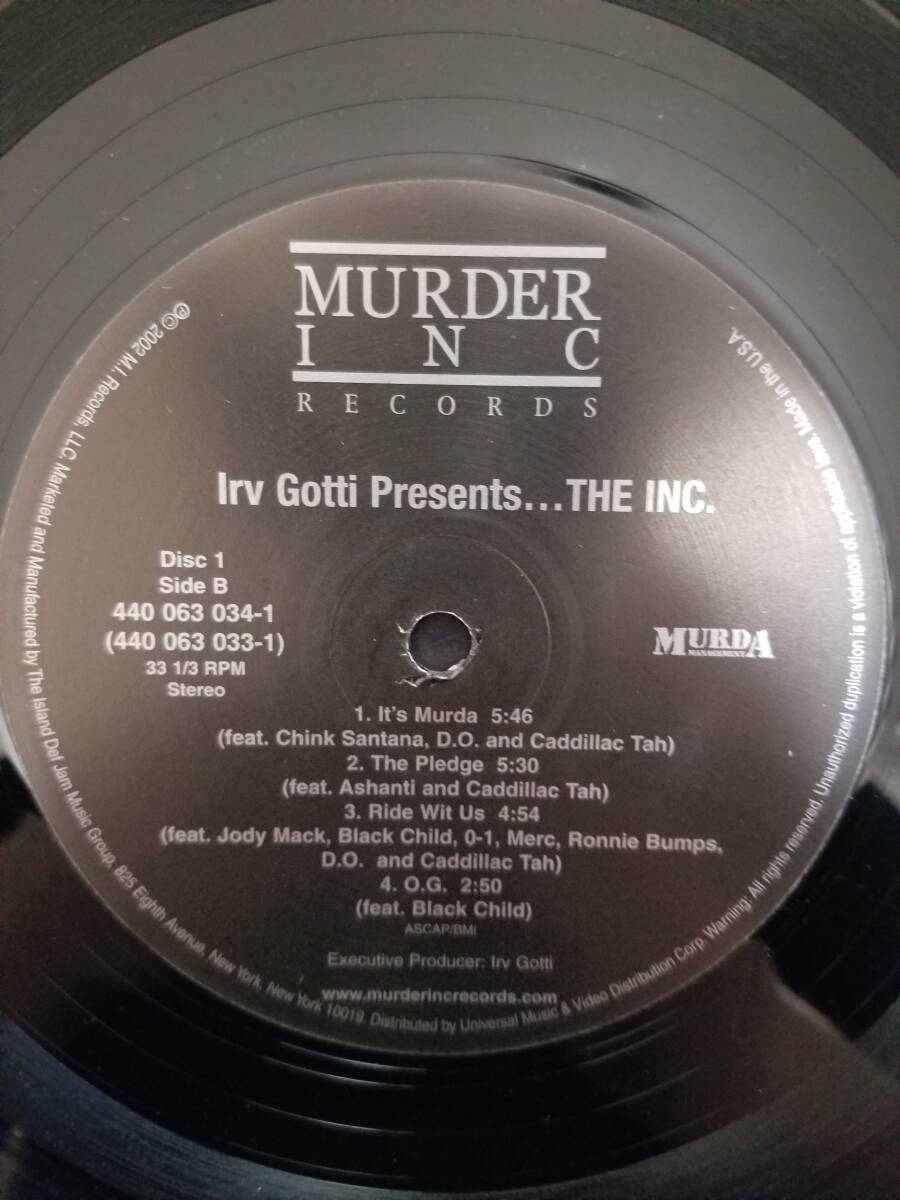 MURDER
I N C
RECORDS
Irv Gotti Presents...THE INC.
Disc 1
Side B
440 063 034-1
(440 063 033-1)
33 1/3 RPM
Stereo
MURDA
MANAGEMENT
1. It's Murda 5:46
(feat. Chink Santana, D.O. and Caddillac Tah)
2. The Pledge 5:30
(feat. Ashanti and Caddillac Tah)
3. Ride Wit Us 4:54
(feat. Jody Mack, Black Child, 0-1, Merc, Ronnie Bumps,
D.O. and Caddillac Tah)
4. O.G. 2:50
(feat. Black Child)
ASCAP/BMI
Executive Producer: Irv Gotti
www.murderincrecords.com
℗© 2002 M.I. Records, LLC. Marketed and Manufactured by The Island Def Jam Music Group, 825 Eighth Avenue, New York, New York 10019. Distributed by Universal Music & Video Distribution Corp. Warning: All rights reserved. Unauthorized duplication is a violation of applicable laws. Made in the U.S.A.